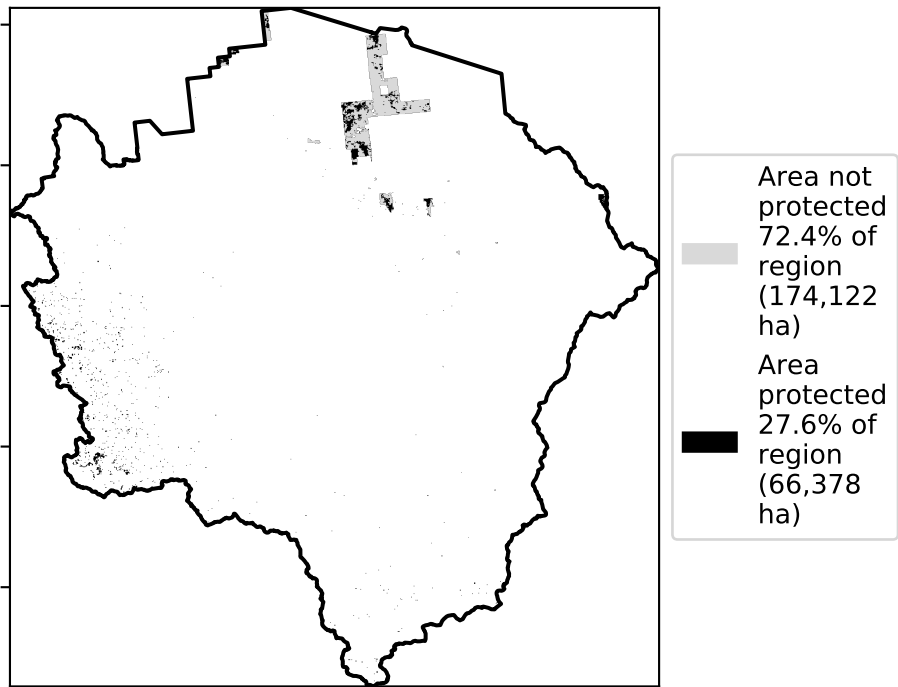 Area not
protected
72.4% of
region
(174,122
ha)
Area
protected
27.6% of
region
(66,378
ha)